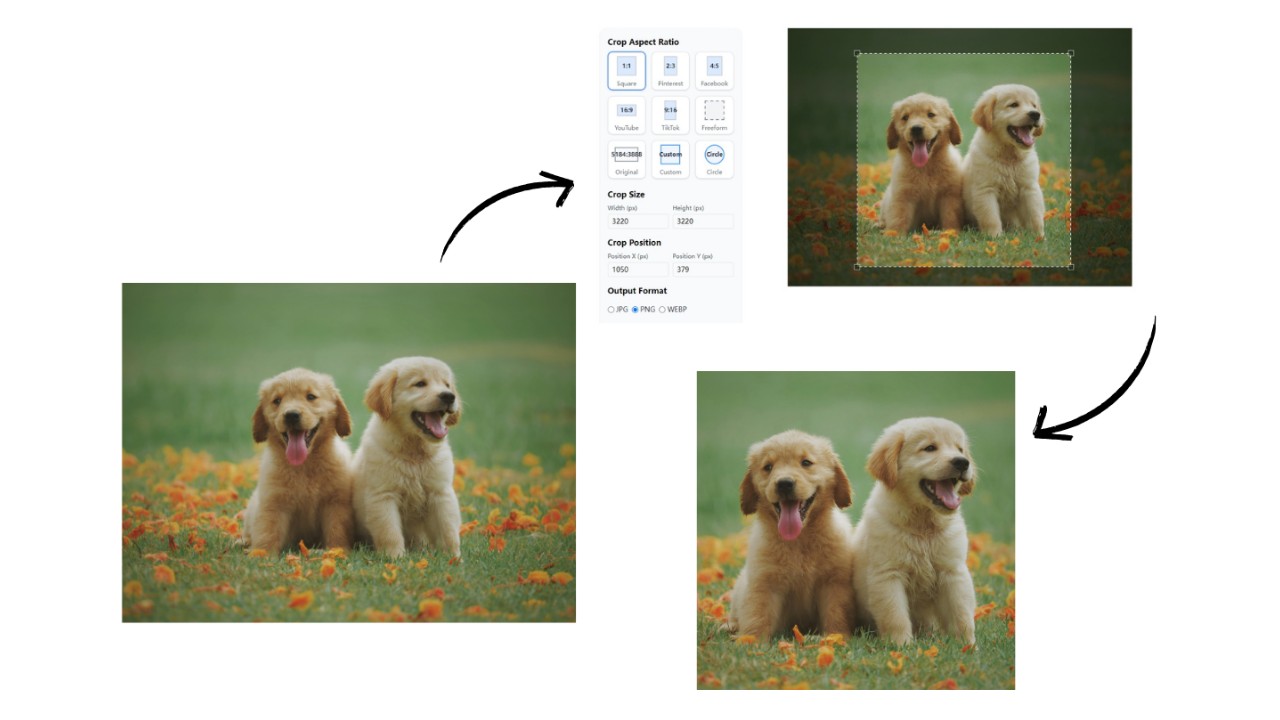 Crop Aspect Ratio
1:1 2:3 4:5
Square Pinterest Facebook
16:9 9:16
YouTube TikTok Freeform
5184:3888 Custom Circle
Original Custom Circle
Crop Size
Width (px) Height (px)
3220 3220
Crop Position
Position X (px) Position Y (px)
1050 379
Output Format
JPG PNG WEBP